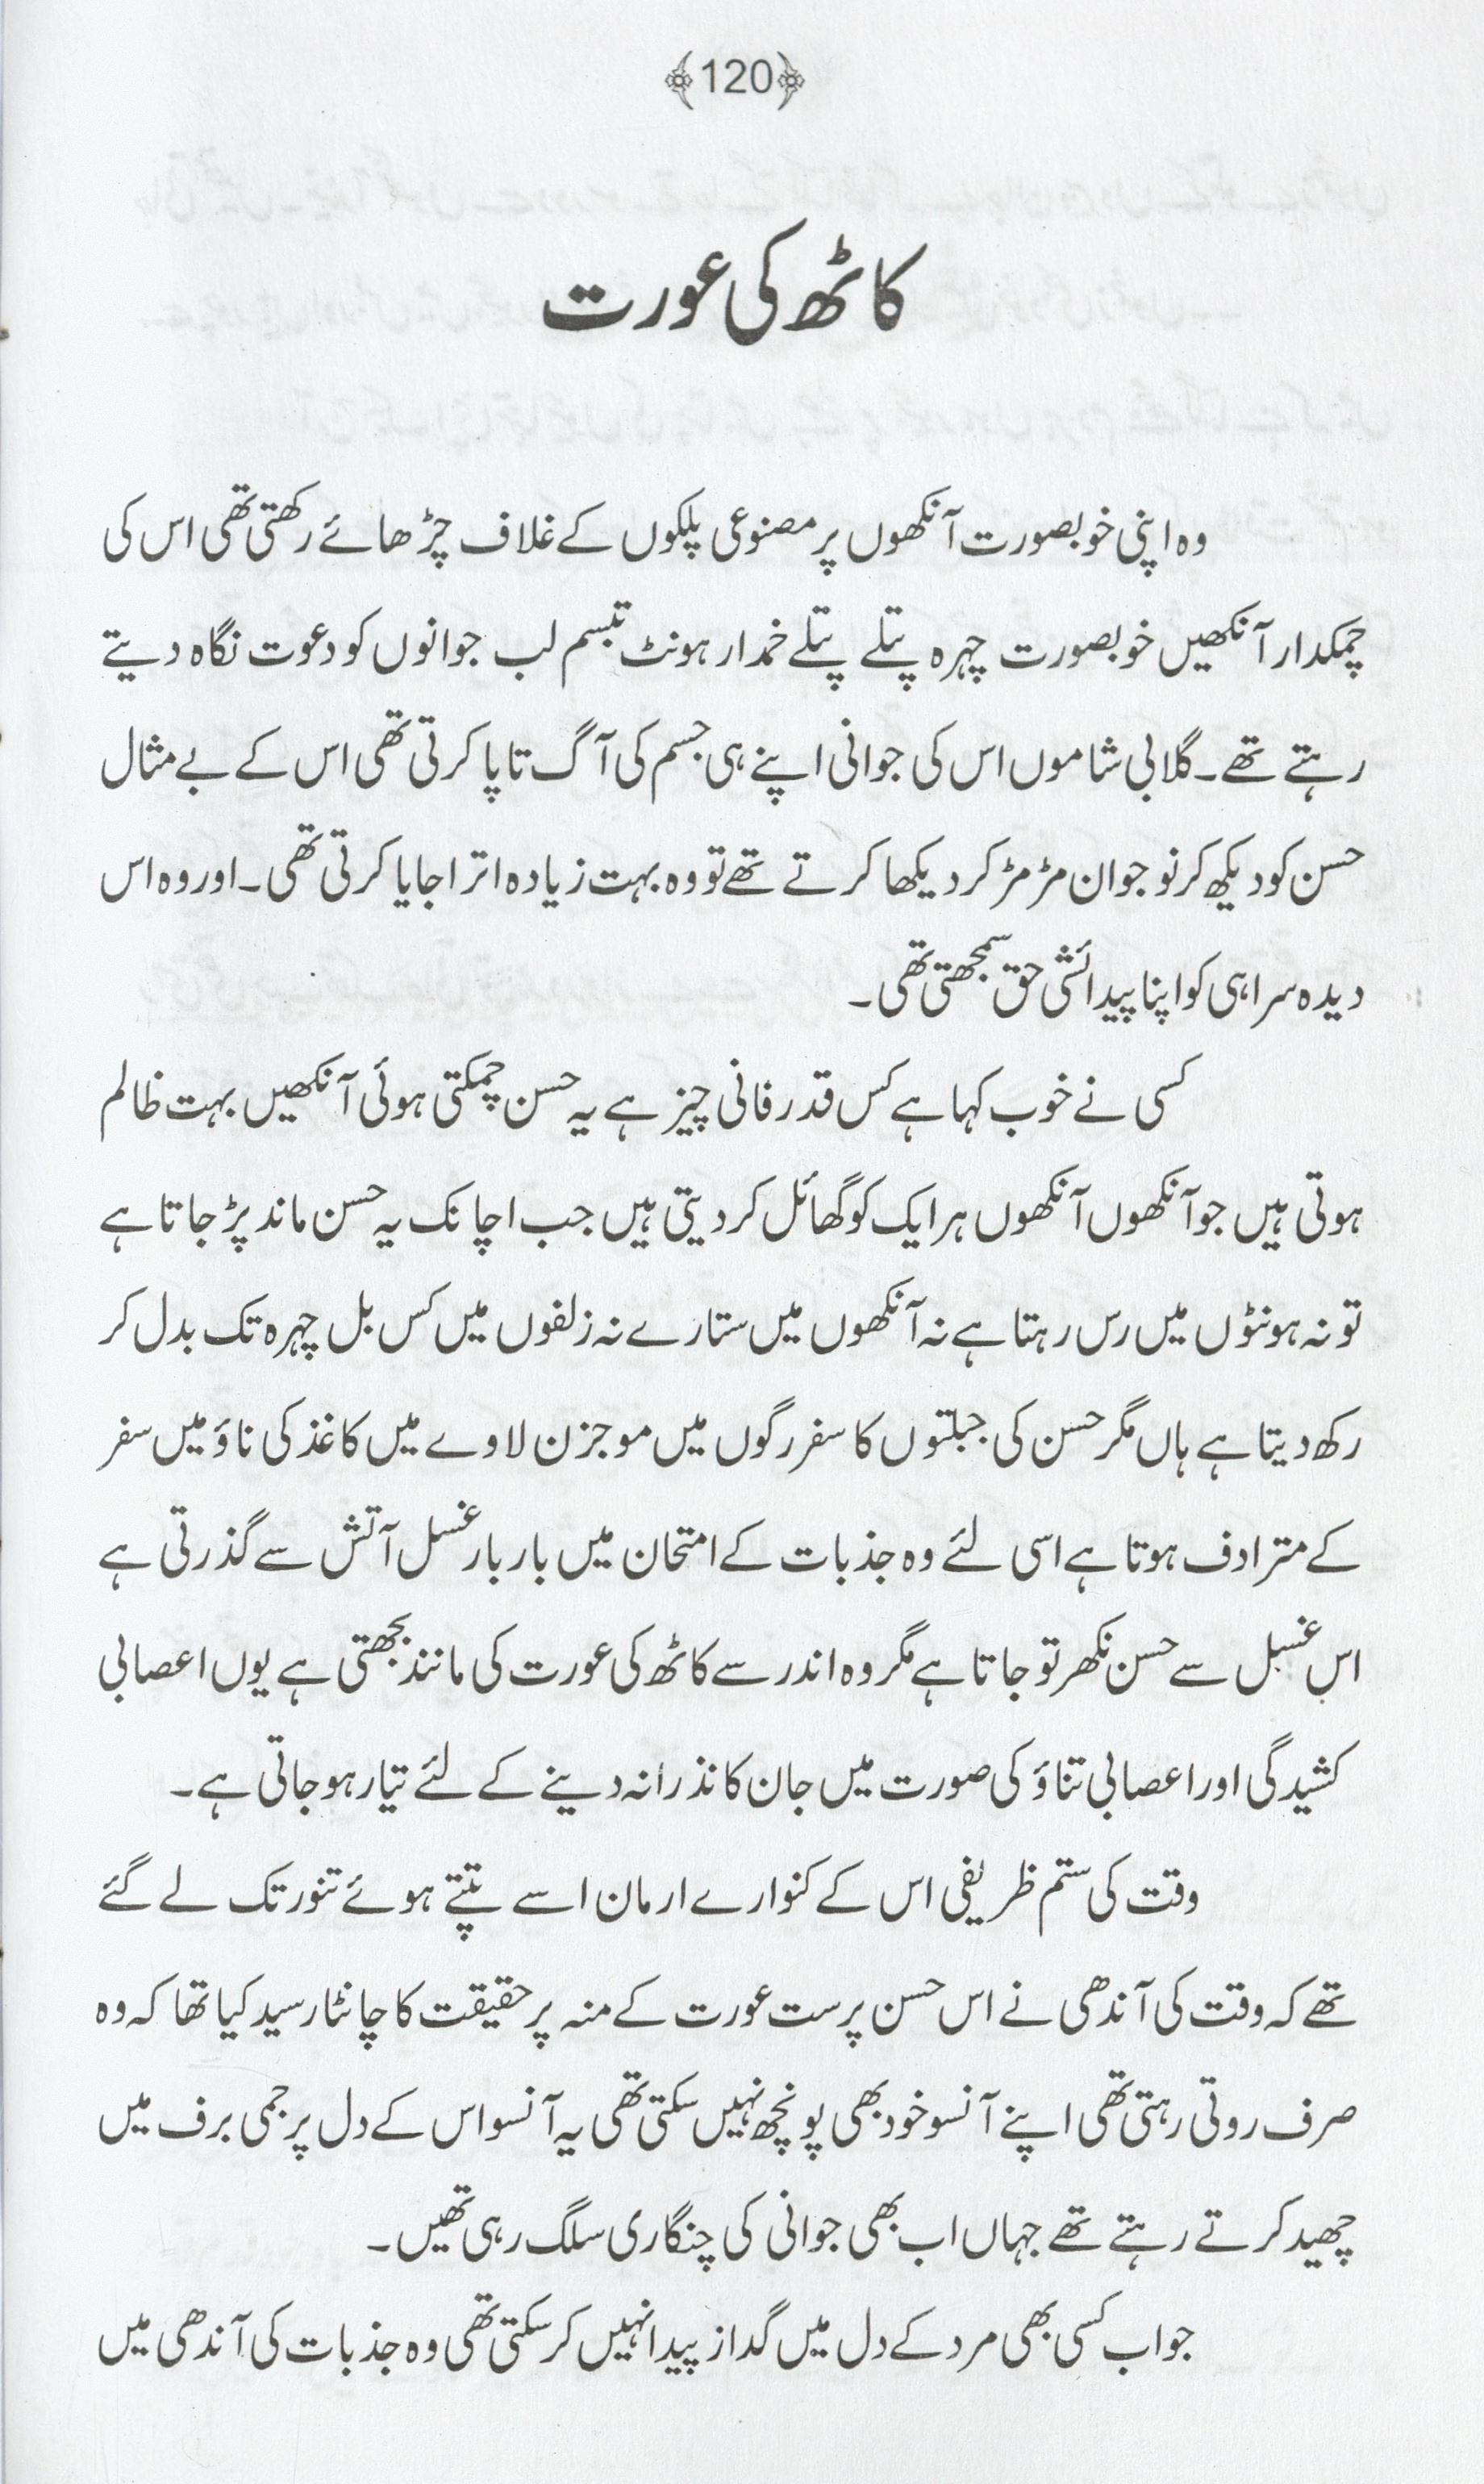 120
کاٹھ کی عورت
وہ اپنی خوبصورت آنکھوں پر مصنوعی پلکوں کے غلاف چڑھائے رکھتی تھی اس کی
چمکدار آنکھیں خوبصورت چہرہ پتلے پتلے خمدار ہونٹ تبسم لب جوانوں کو دعوت نگاہ دیتے
رہتے تھے۔ گلابی شاموں اس کی جوانی اپنے ہی جسم کی آگ تاپا کرتی تھی اس کے بے مثال
حسن کو دیکھ کر نوجوان مڑ مڑ کر دیکھا کرتے تھے تو وہ بہت زیادہ اترا جایا کرتی تھی۔ اور وہ اس
دیدہ سراہی کو اپنا پیدائشی حق سمجھتی تھی۔
کسی نے خوب کہا ہے کس قدر فانی چیز ہے یہ حسن چمکتی ہوئی آنکھیں بہت ظالم
ہوتی ہیں جو آنکھوں آنکھوں ہر ایک کو گھائل کر دیتی ہیں جب اچانک یہ حسن ماند پڑ جاتا ہے
تو نہ ہونٹوں میں رس رہتا ہے نہ آنکھوں میں ستارے نہ زلفوں میں کس بل چہرہ تک بدل کر
رکھ دیتا ہے ہاں مگر حسن کی جبلتوں کا سفر رگوں میں موجزن لاوے میں کاغذ کی ناؤ میں سفر
کے مترادف ہوتا ہے اسی لئے وہ جذبات کے امتحان میں بار بار غسل آتش سے گذرتی ہے
اس غسل سے حسن نکھر تو جاتا ہے مگر وہ اندر سے کاٹھ کی عورت کی مانند بجھتی ہے یوں اعصابی
کشیدگی اور اعصابی تناؤ کی صورت میں جان کا نذرانہ دینے کے لئے تیار ہو جاتی ہے۔
وقت کی ستم ظریفی اس کے کنوارے ارمان اسے تپتے ہوئے تنور تک لے گئے
تھے کہ وقت کی آندھی نے اس حسن پرست عورت کے منہ پر حقیقت کا چانٹا رسید کیا تھا کہ وہ
صرف روتی رہتی تھی اپنے آنسو خود بھی پونچھ نہیں سکتی تھی یہ آنسو اس کے دل پر جمی برف میں
چھید کرتے رہتے تھے جہاں اب بھی جوانی کی چنگاری سلگ رہی تھیں۔
جو اب کسی بھی مرد کے دل میں گداز پیدا نہیں کر سکتی تھی وہ جذبات کی آندھی میں